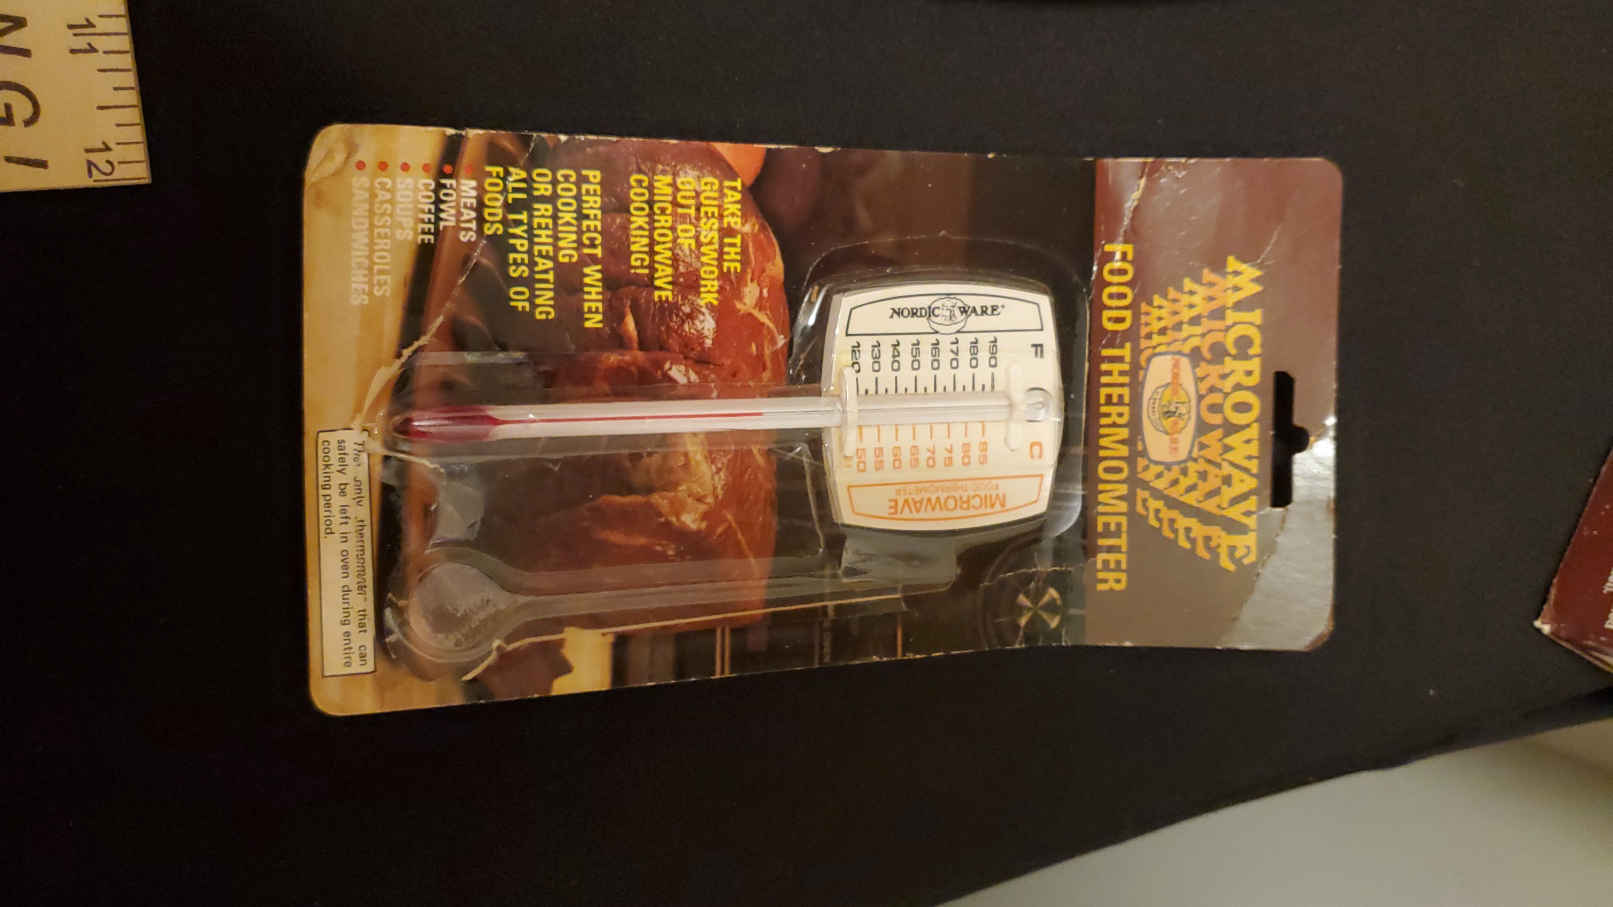 MICROWAVE
FOOD THERMOMETER
NORDIC WARE
F
C
190
180
170
160
150
140
130
120
85
80
75
70
65
60
55
50
MICROWAVE
FOOD THERMOMETER
TAKE THE
GUESSWORK
OUT OF
MICROWAVE
COOKING!
PERFECT WHEN
COOKING
OR REHEATING
ALL TYPES OF
FOODS
• MEATS
• FOWL
• COFFEE
• SOUPS
• CASSEROLES
• SANDWICHES
The only thermometer that can
safely be left in oven during entire
cooking period.
11
12
NG!